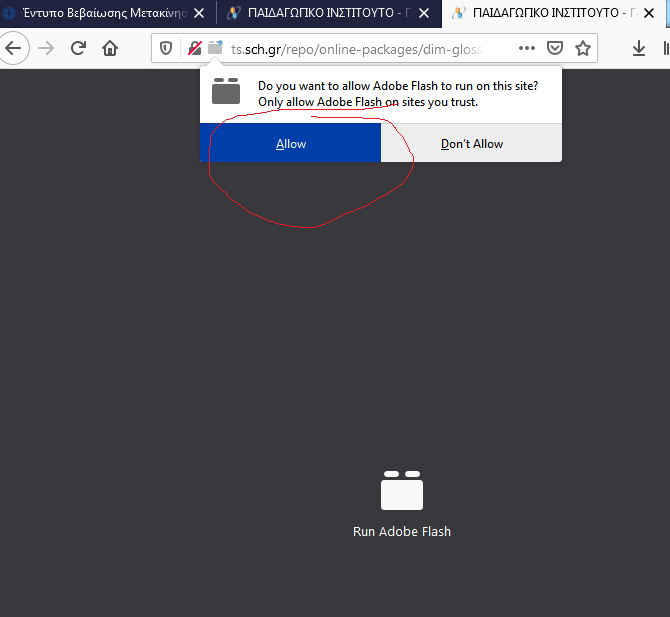 Έντυπο Βεβαίωσης Μετακίνησ
ΠΑΙΔΑΓΩΓΙΚΟ ΙΝΣΤΙΤΟΥΤΟ - Γ
ΠΑΙΔΑΓΩΓΙΚΟ ΙΝΣΤΙΤΟΥΤΟ - Γ
ts.sch.gr/repo/online-packages/dim-gloss
Do you want to allow Adobe Flash to run on this site?
Only allow Adobe Flash on sites you trust.
Allow
Don't Allow
Run Adobe Flash